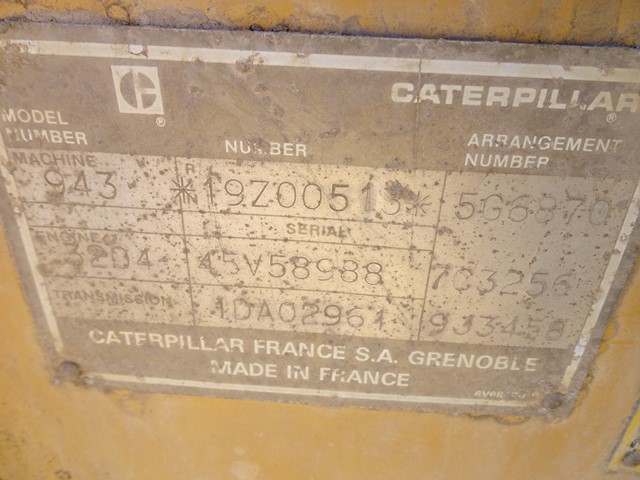 C
CATERPILLAR
®
MODEL
NUMBER
NUMBER
ARRANGEMENT
NUMBER
MACHINE
943
PIN
*19Z00513*
5G6870
SERIAL
ENGINE
3204
45V58988
7C3256
TRANSMISSION
1DA02961
9J3458
CATERPILLAR FRANCE S.A. GRENOBLE
MADE IN FRANCE